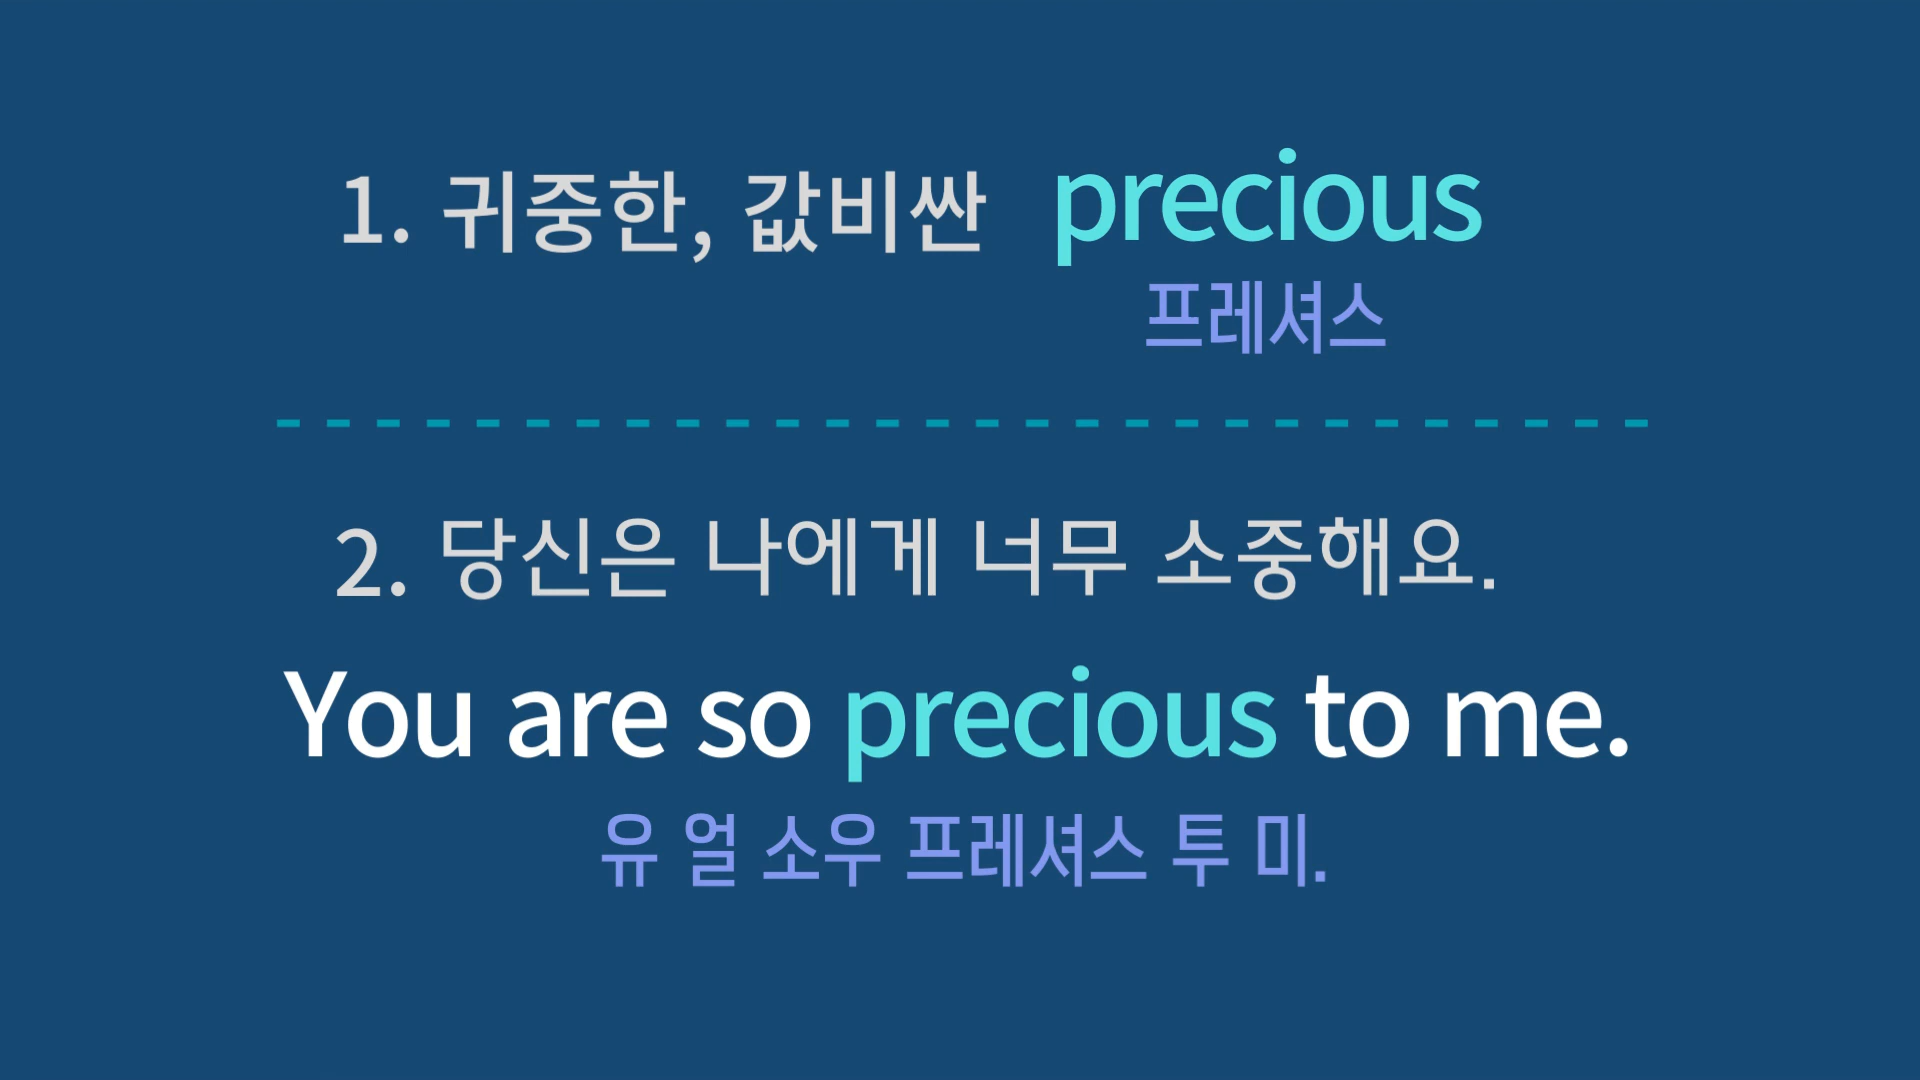 1. 귀중한, 값비싼 precious
프레셔스
2. 당신은 나에게 너무 소중해요.
You are so precious to me.
유 얼 소우 프레셔스 투 미.